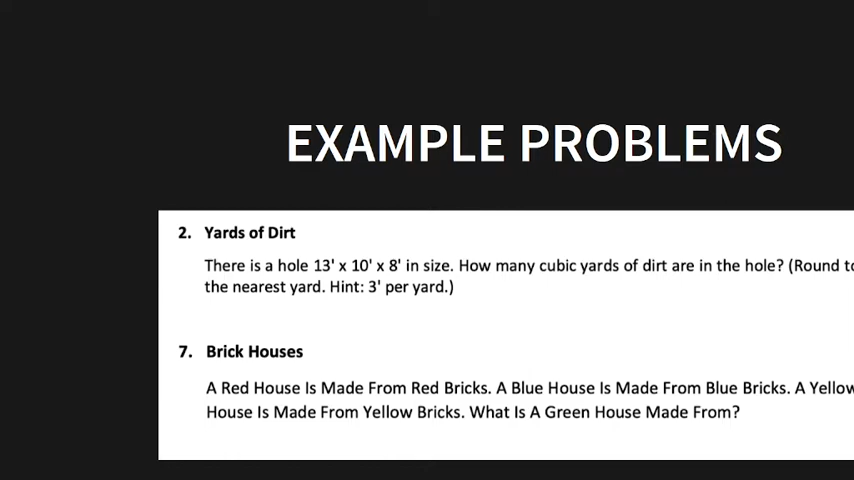 EXAMPLE PROBLEMS
2. Yards of Dirt
There is a hole 13' x 10' x 8' in size. How many cubic yards of dirt are in the hole? (Round to
the nearest yard. Hint: 3' per yard.)
7. Brick Houses
A Red House Is Made From Red Bricks. A Blue House Is Made From Blue Bricks. A Yellow
House Is Made From Yellow Bricks. What Is A Green House Made From?